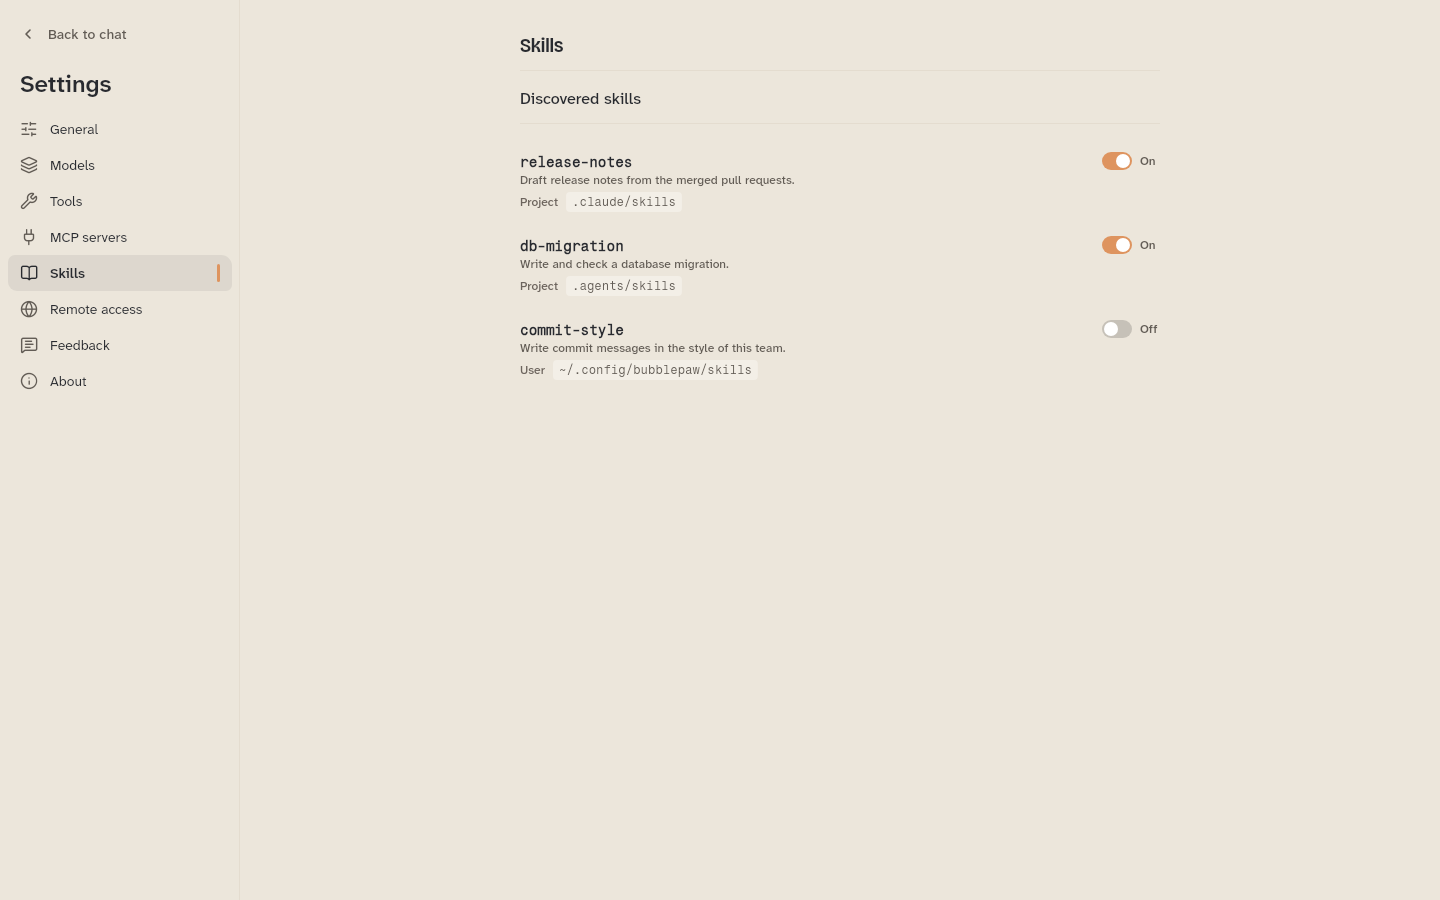 Back to chat
Settings
General
Models
Tools
MCP servers
Skills
Remote access
Feedback
About
Skills
Discovered skills
release-notes
On
Draft release notes from the merged pull requests.
Project .claude/skills
db-migration
On
Write and check a database migration.
Project .agents/skills
commit-style
Off
Write commit messages in the style of this team.
User ~/.config/bubblepaw/skills